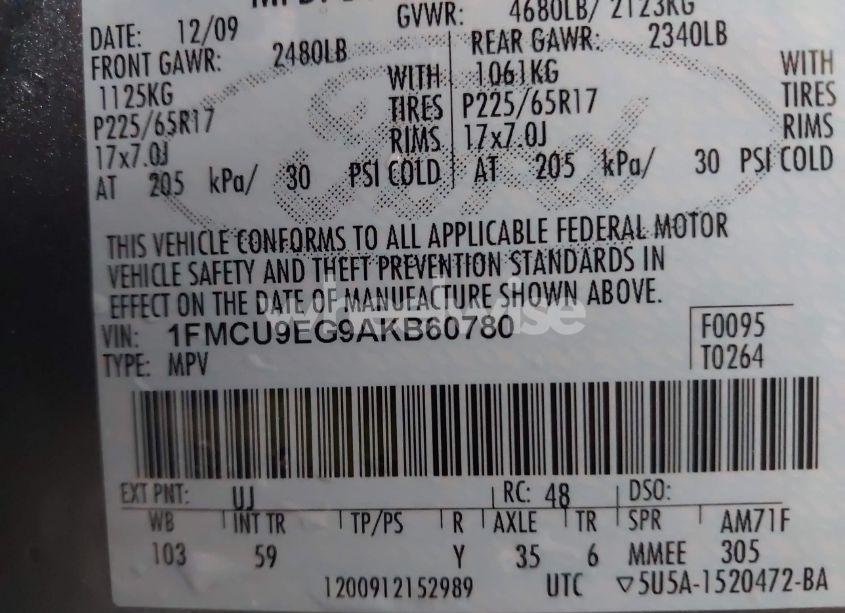 GVWR: 4680LB/ 2123KG
DATE: 12/09
FRONT GAWR: 2480LB
REAR GAWR: 2340LB
1125KG WITH
1061KG WITH
P225/65R17 TIRES
P225/65R17 TIRES
17x7.0J RIMS
17x7.0J RIMS
AT 205 kPa/ 30 PSI COLD
AT 205 kPa/ 30 PSI COLD
Ford
THIS VEHICLE CONFORMS TO ALL APPLICABLE FEDERAL MOTOR
VEHICLE SAFETY AND THEFT PREVENTION STANDARDS IN
EFFECT ON THE DATE OF MANUFACTURE SHOWN ABOVE.
VIN: 1FMCU9EG9AKB60780
F0095
TYPE: MPV
T0264
EXT PNT: UJ RC: 48 DSO:
WB INT TR TP/PS R AXLE TR SPR AM71F
103 59 Y 35 6 MMEE 305
1200912152989 UTC ▽5U5A-1520472-BA